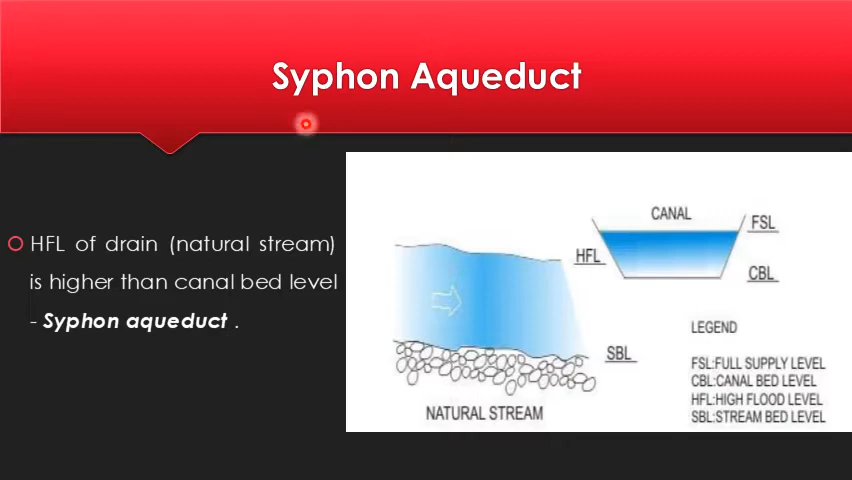 Syphon Aqueduct
HFL of drain (natural stream)
is higher than canal bed level
- Syphon aqueduct .
CANAL
FSL
HFL
CBL
SBL
NATURAL STREAM
LEGEND
FSL:FULL SUPPLY LEVEL
CBL:CANAL BED LEVEL
HFL:HIGH FLOOD LEVEL
SBL:STREAM BED LEVEL